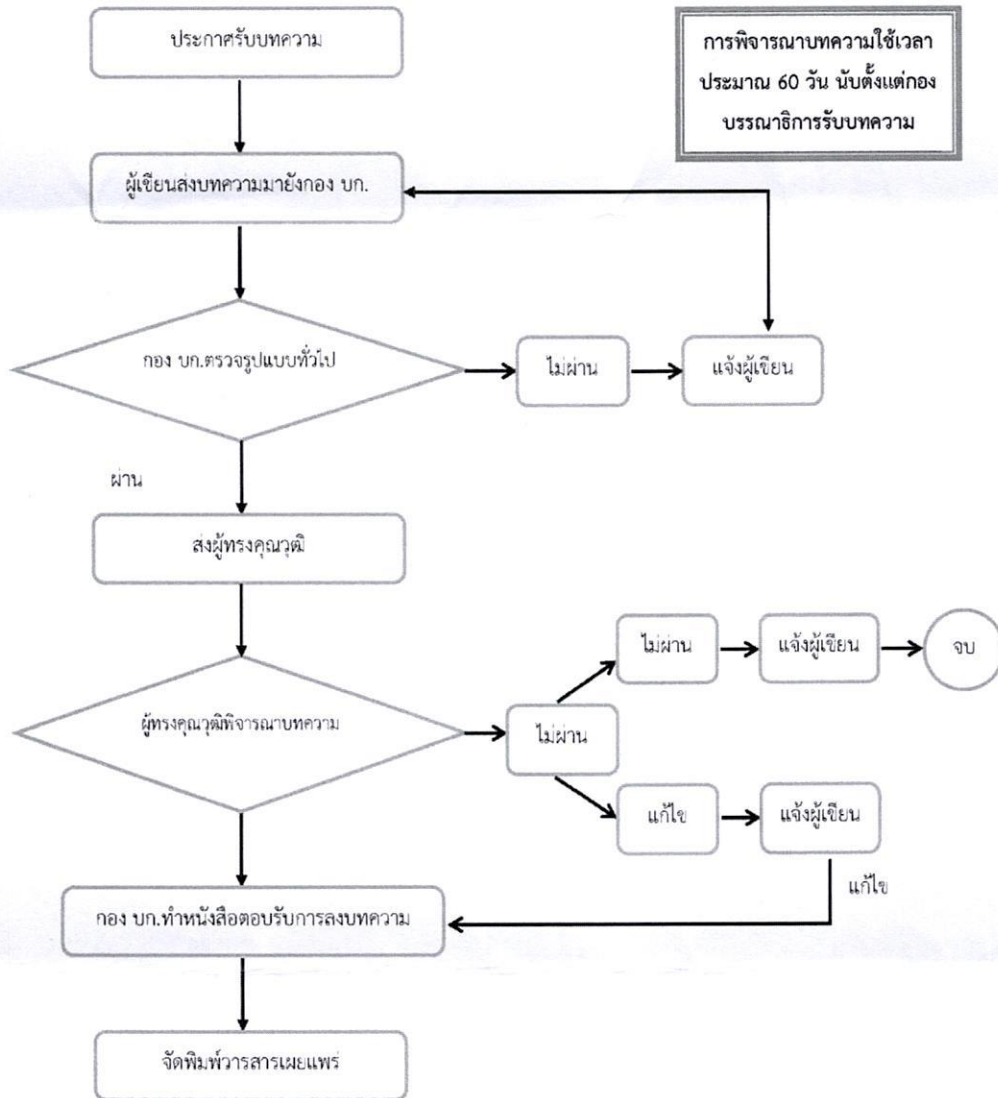 ประกาศรับบทความ
การพิจารณาบทความใช้เวลา
ประมาณ 60 วัน นับตั้งแต่กอง
บรรณาธิการรับบทความ
ผู้เขียนส่งบทความมายังกอง บก.
กอง บก.ตรวจรูปแบบทั่วไป
ไม่ผ่าน
แจ้งผู้เขียน
ผ่าน
ส่งผู้ทรงคุณวุฒิ
ผู้ทรงคุณวุฒิพิจารณาบทความ
ไม่ผ่าน
ไม่ผ่าน
แจ้งผู้เขียน
จบ
แก้ไข
แจ้งผู้เขียน
แก้ไข
กอง บก.ทำหนังสือตอบรับการลงบทความ
จัดพิมพ์วารสารเผยแพร่